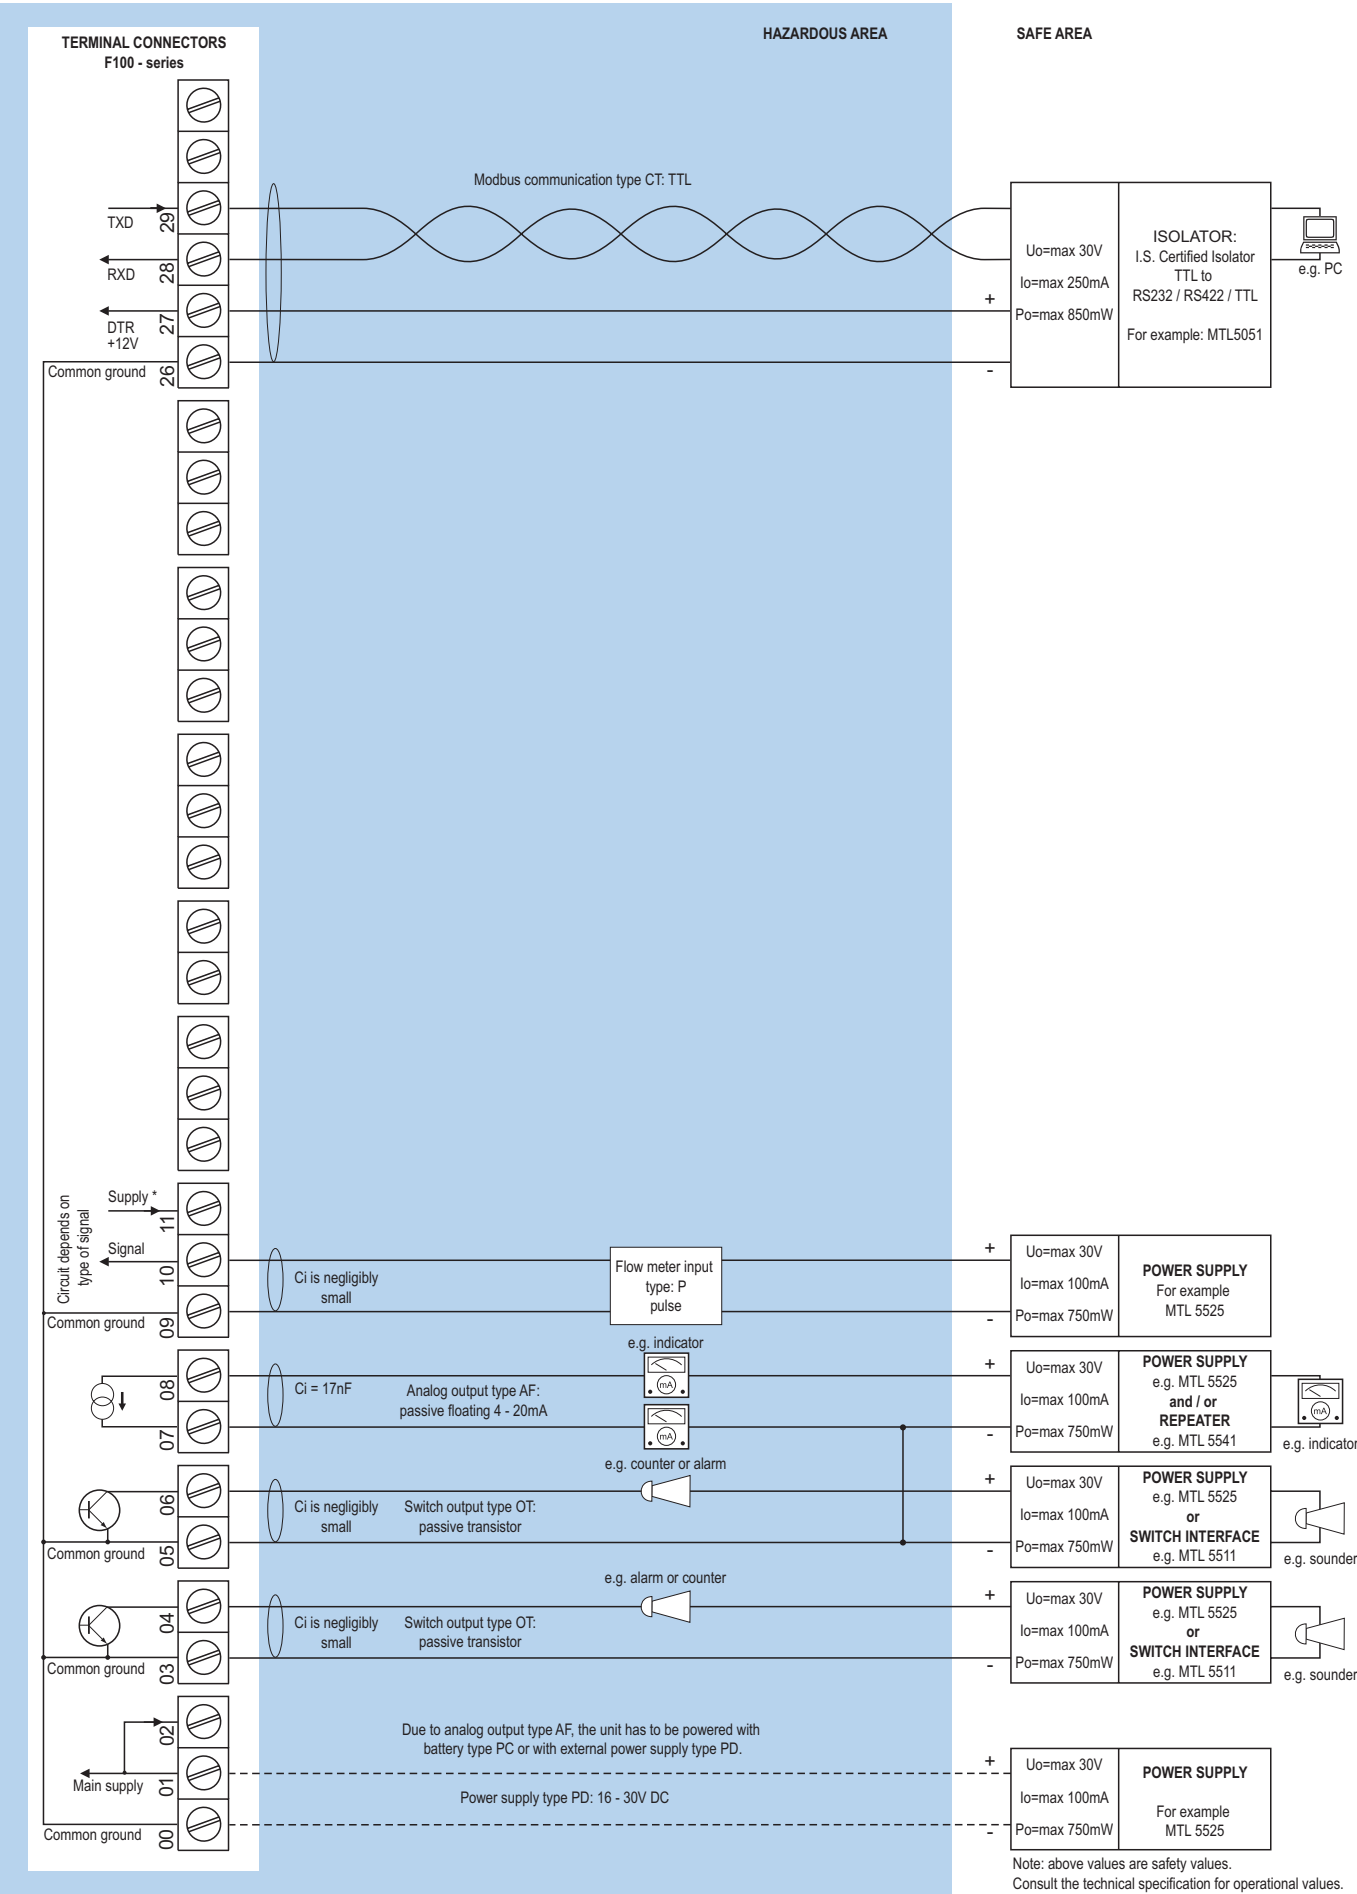 HAZARDOUS AREA
SAFE AREA
TERMINAL CONNECTORS
F100 - series
Modbus communication type CT: TTL
TXD
29
RXD
28
DTR
+12V
27
Common ground
26
+
-
Uo=max 30V
Io=max 250mA
Po=max 850mW
ISOLATOR:
I.S. Certified Isolator
TTL to
RS232 / RS422 / TTL
For example: MTL5051
e.g. PC
Circuit depends on
type of signal
Supply *
11
Signal
10
Common ground
09
Ci is negligibly
small
Flow meter input
type: P
pulse
+
-
Uo=max 30V
Io=max 100mA
Po=max 750mW
POWER SUPPLY
For example
MTL 5525
08
07
Ci = 17nF
Analog output type AF:
passive floating 4 - 20mA
e.g. indicator
mA
mA
+
-
Uo=max 30V
Io=max 100mA
Po=max 750mW
POWER SUPPLY
e.g. MTL 5525
and / or
REPEATER
e.g. MTL 5541
mA
e.g. indicator
06
Common ground
05
Ci is negligibly
small
Switch output type OT:
passive transistor
e.g. counter or alarm
+
-
Uo=max 30V
Io=max 100mA
Po=max 750mW
POWER SUPPLY
e.g. MTL 5525
or
SWITCH INTERFACE
e.g. MTL 5511
e.g. sounder
04
Common ground
03
Ci is negligibly
small
Switch output type OT:
passive transistor
e.g. alarm or counter
+
-
Uo=max 30V
Io=max 100mA
Po=max 750mW
POWER SUPPLY
e.g. MTL 5525
or
SWITCH INTERFACE
e.g. MTL 5511
e.g. sounder
02
Main supply
01
Common ground
00
Due to analog output type AF, the unit has to be powered with
battery type PC or with external power supply type PD.
Power supply type PD: 16 - 30V DC
+
-
Uo=max 30V
Io=max 100mA
Po=max 750mW
POWER SUPPLY
For example
MTL 5525
Note: above values are safety values.
Consult the technical specification for operational values.